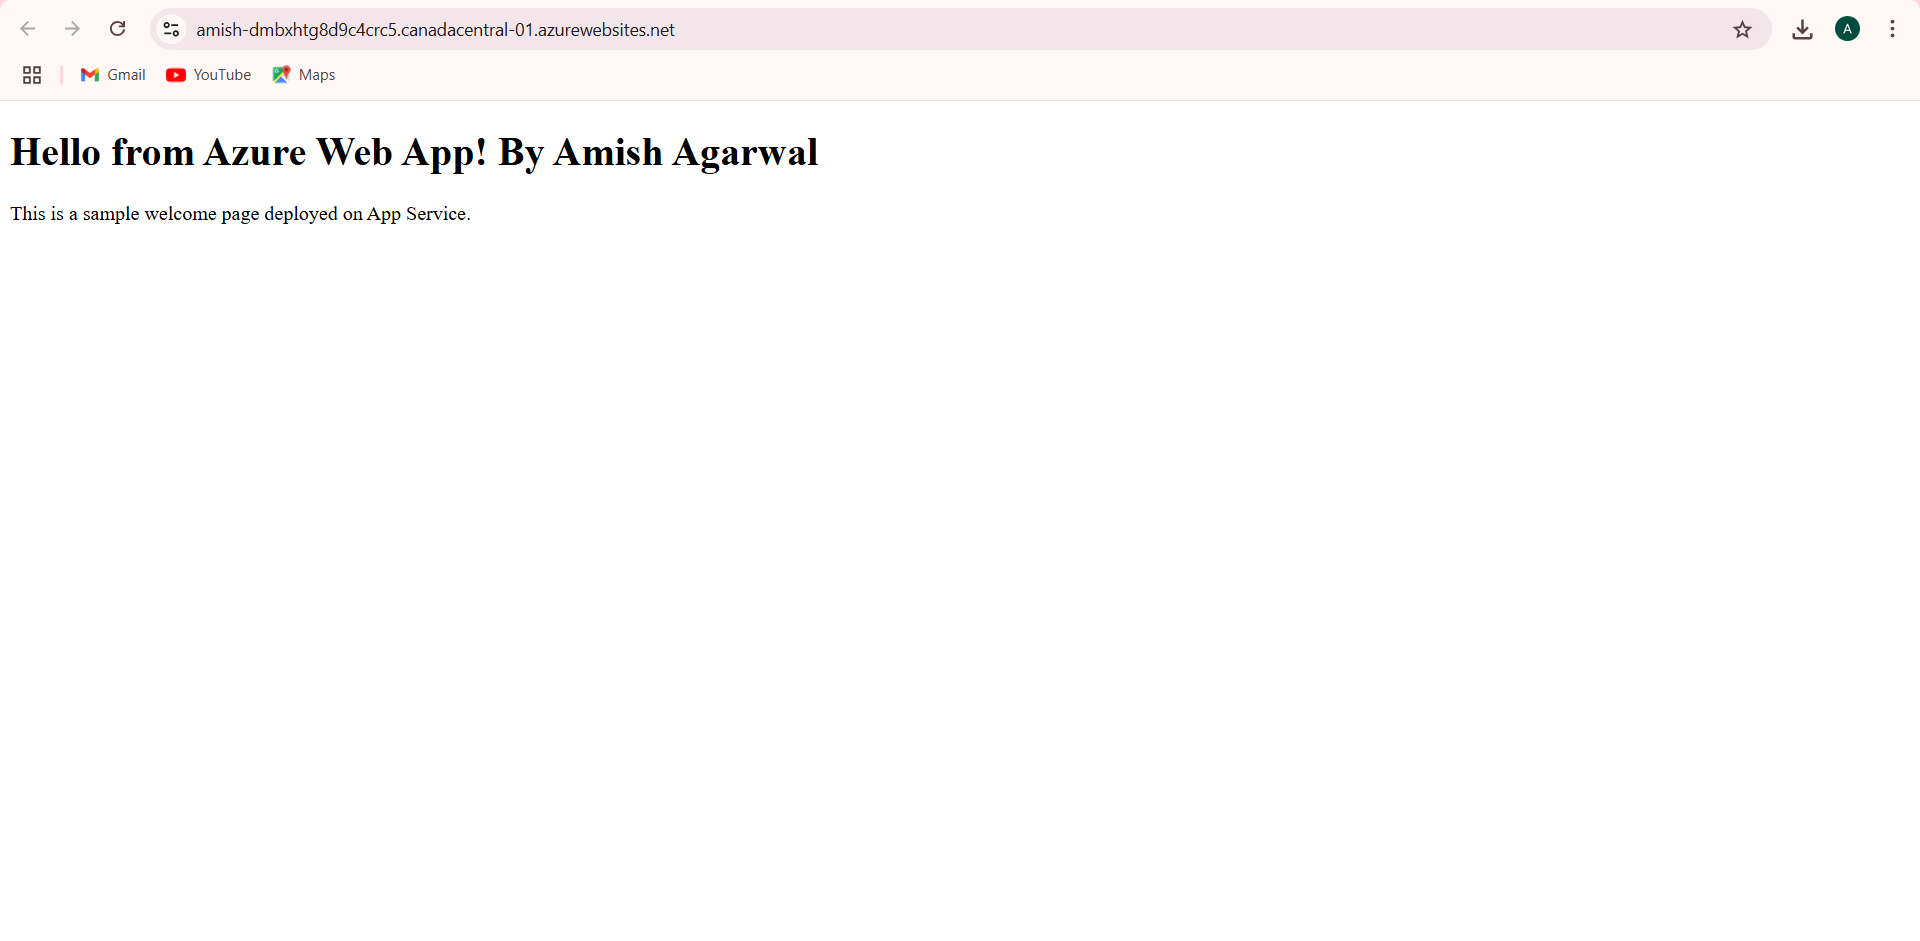 amish-dmbxhtg8d9c4crc5.canadacentral-01.azurewebsites.net
A
Gmail YouTube Maps
Hello from Azure Web App! By Amish Agarwal
This is a sample welcome page deployed on App Service.